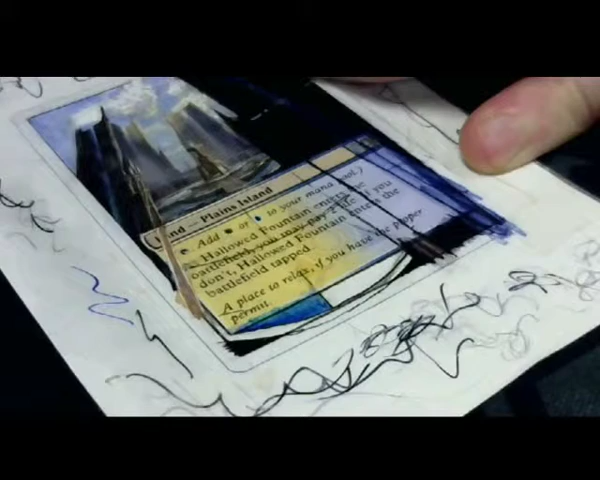 Land — Plains Island
Add or to your mana pool.)
Hallowed Fountain enters the
battlefield, you may pay 2 life. If you
don't, Hallowed Fountain enters the
battlefield tapped.
A place to relax, if you have the proper
permit.